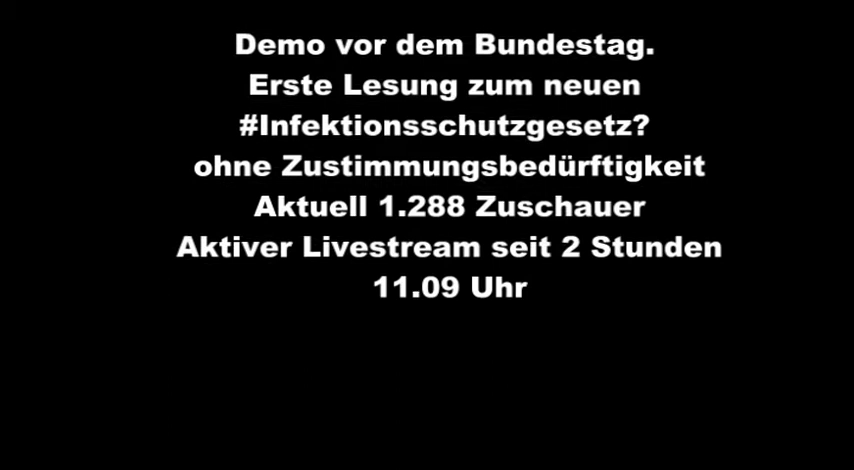 Demo vor dem Bundestag.
Erste Lesung zum neuen
#Infektionsschutzgesetz?
ohne Zustimmungsbedürftigkeit
Aktuell 1.288 Zuschauer
Aktiver Livestream seit 2 Stunden
11.09 Uhr